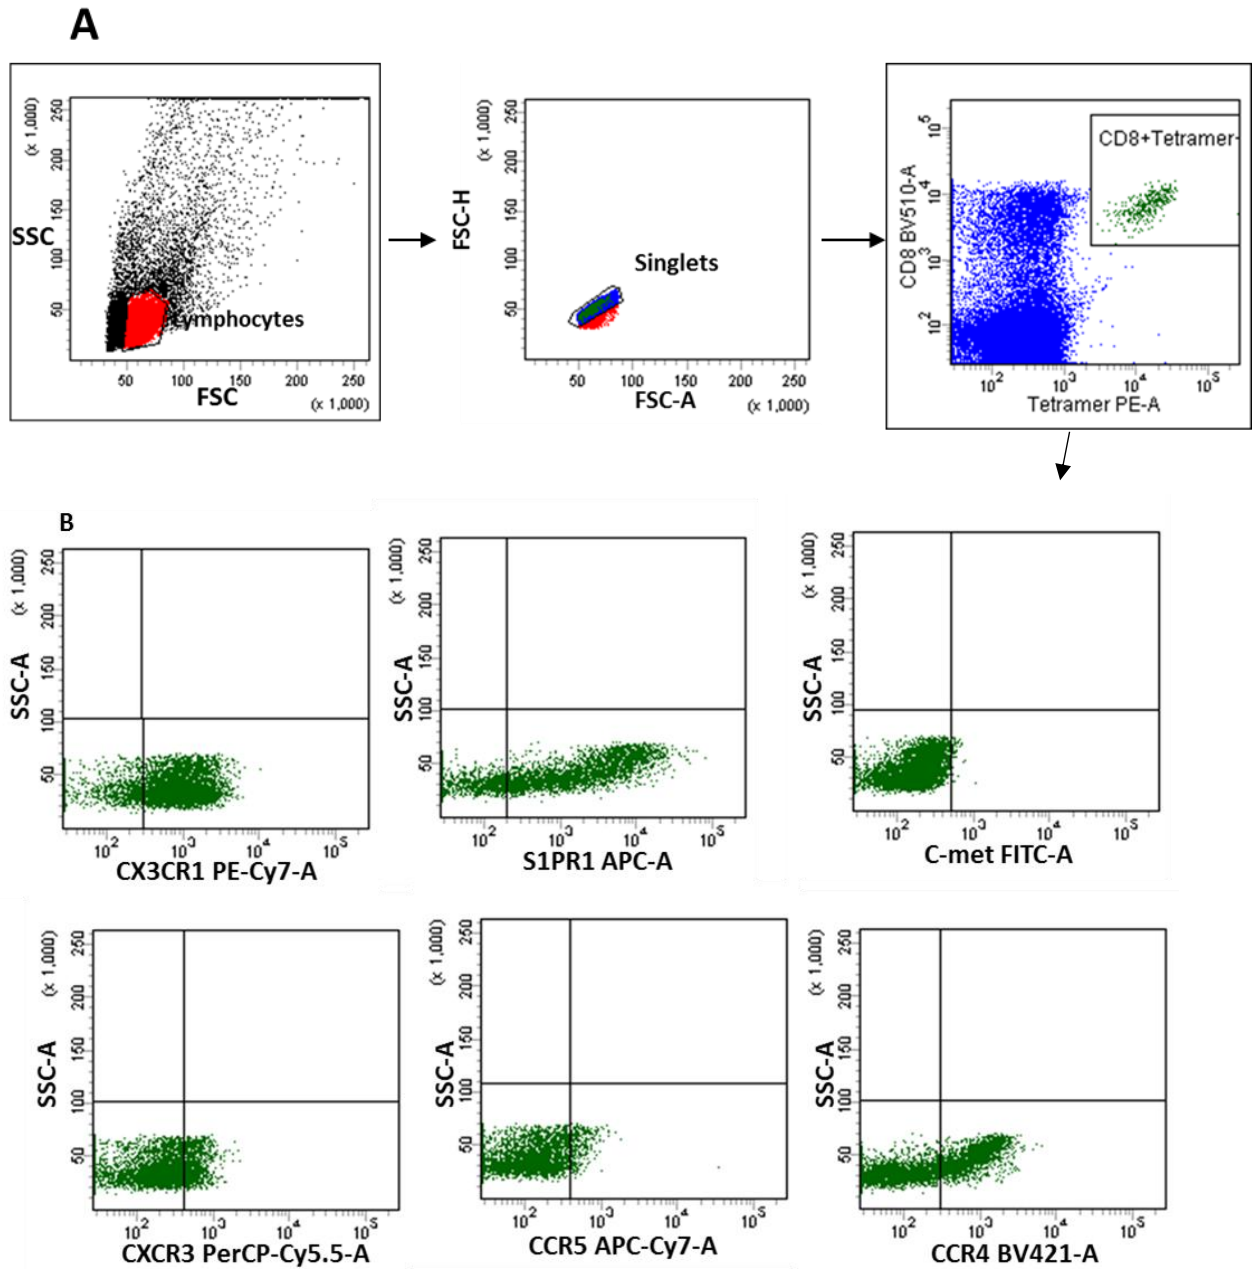 A
(x 1,000)
250
200
150
100
50
SSC
Lymphocytes
50 100 150 200 250
FSC
(x 1,000)
(x 1,000)
250
200
150
100
50
FSC-H
Singlets
50 100 150 200 250
FSC-A
(x 1,000)
CD8 BV510-A
10^5
10^4
10^3
10^2
CD8+Tetramer-
10^2 10^3 10^4 10^5
Tetramer PE-A
B
(x 1,000)
250
200
150
100
50
SSC-A
10^2 10^3 10^4 10^5
CX3CR1 PE-Cy7-A
(x 1,000)
250
200
150
100
50
SSC-A
10^2 10^3 10^4 10^5
S1PR1 APC-A
(x 1,000)
250
200
150
100
50
SSC-A
10^2 10^3 10^4 10^5
C-met FITC-A
(x 1,000)
250
200
150
100
50
SSC-A
10^2 10^3 10^4 10^5
CXCR3 PerCP-Cy5.5-A
(x 1,000)
250
200
150
100
50
SSC-A
10^2 10^3 10^4 10^5
CCR5 APC-Cy7-A
(x 1,000)
250
200
150
100
50
SSC-A
10^2 10^3 10^4 10^5
CCR4 BV421-A